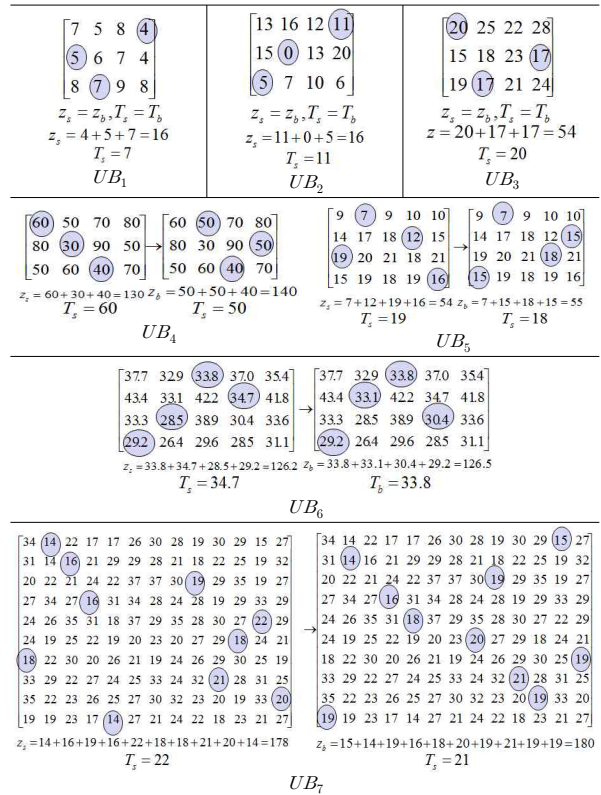 7 5 8 4
5 6 7 4
8 7 9 8
z_s = z_b, T_s = T_b
z_s = 4+5+7=16
T_s = 7
UB_1
13 16 12 11
15 0 13 20
5 7 10 6
z_s = z_b, T_s = T_b
z_s = 11+0+5=16
T_s = 11
UB_2
20 25 22 28
15 18 23 17
19 17 21 24
z_s = z_b, T_s = T_b
z = 20+17+17=54
T_s = 20
UB_3
60 50 70 80 → 60 50 70 80
80 30 90 50 80 30 90 50
50 60 40 70 50 60 40 70
z_s = 60+30+40=130 z_b = 50+50+40=140
T_s = 60 T_s = 50
UB_4
9 7 9 10 10 → 9 7 9 10 10
14 17 18 12 15 14 17 18 12 15
19 20 21 18 21 19 20 21 18 21
15 19 18 19 16 15 19 18 19 16
z_s = 7+12+19+16=54 z_b = 7+15+18+15=55
T_s = 19 T_s = 18
UB_5
37.7 32.9 33.8 37.0 35.4 → 37.7 32.9 33.8 37.0 35.4
43.4 33.1 42.2 34.7 41.8 43.4 33.1 42.2 34.7 41.8
33.3 28.5 38.9 30.4 33.6 33.3 28.5 38.9 30.4 33.6
29.2 26.4 29.6 28.5 31.1 29.2 26.4 29.6 28.5 31.1
z_s = 33.8+34.7+28.5+29.2=126.2 z_b = 33.8+33.1+30.4+29.2=126.5
T_s = 34.7 T_b = 33.8
UB_6
34 14 22 17 17 26 30 28 19 30 29 15 27 → 34 14 22 17 17 26 30 28 19 30 29 15 27
31 14 16 21 29 29 28 21 18 22 25 19 32 31 14 16 21 29 29 28 21 18 22 25 19 32
20 22 21 24 22 37 37 30 19 29 35 19 27 20 22 21 24 22 37 37 30 19 29 35 19 27
27 34 27 16 31 34 28 24 28 19 29 33 29 27 34 27 16 31 34 28 24 28 19 29 33 29
24 26 35 31 18 37 29 35 28 30 27 22 29 24 26 35 31 18 37 29 35 28 30 27 22 29
24 19 25 22 19 20 23 20 27 29 18 24 21 24 19 25 22 19 20 23 20 27 29 18 24 21
18 22 30 20 26 21 19 24 26 29 30 25 19 18 22 30 20 26 21 19 24 26 29 30 25 19
33 29 22 27 24 25 33 24 32 21 28 31 25 33 29 22 27 24 25 33 24 32 21 28 31 25
35 22 23 26 25 27 30 32 23 20 19 33 20 35 22 23 26 25 27 30 32 23 20 19 33 20
19 19 23 17 14 27 21 24 22 18 23 21 27 19 19 23 17 14 27 21 24 22 18 23 21 27
z_s = 14+16+19+16+22+18+18+21+20+14=178 z_b = 15+14+19+16+18+20+19+21+19+19=180
T_s = 22 T_s = 21
UB_7